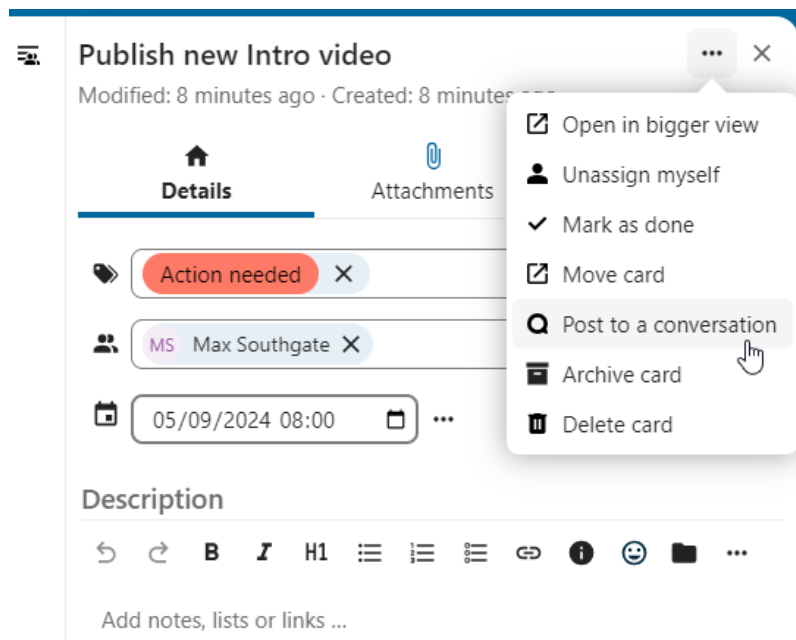 Publish new Intro video
Modified: 8 minutes ago · Created: 8 minutes ago
Details
Attachments
Open in bigger view
Unassign myself
Mark as done
Move card
Post to a conversation
Archive card
Delete card
Action needed
MS Max Southgate
05/09/2024 08:00
Description
B I H1
Add notes, lists or links ...